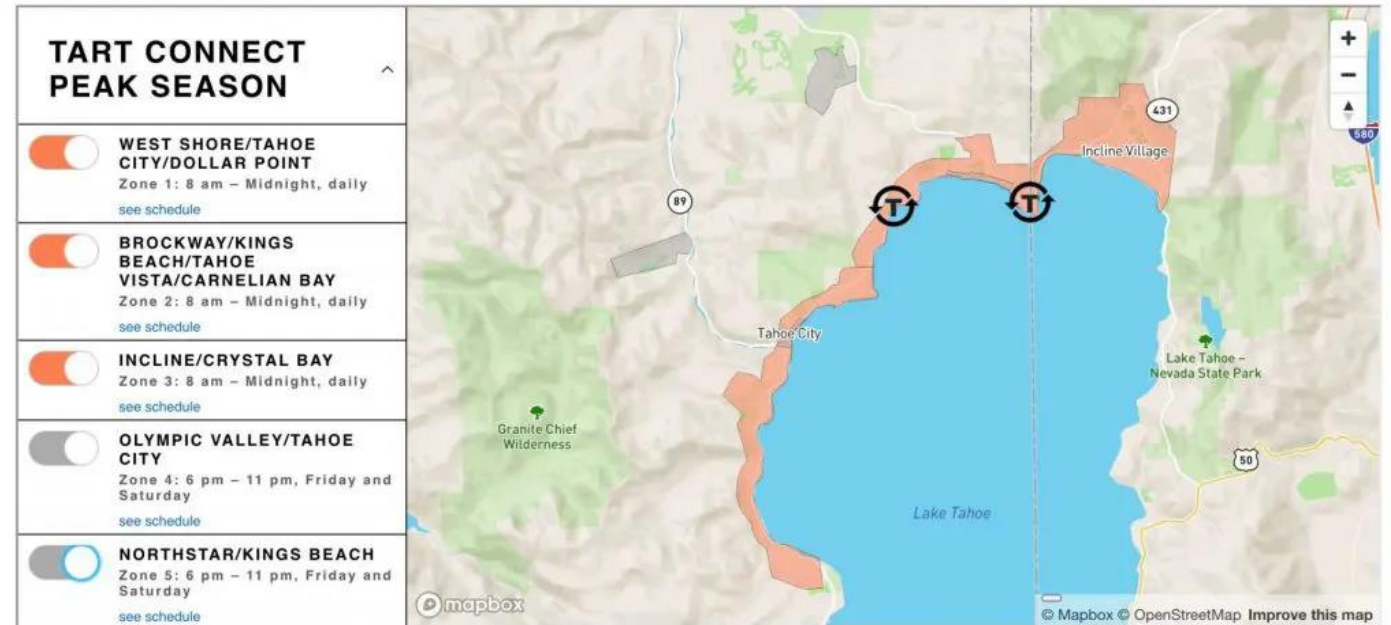 TART CONNECT
PEAK SEASON
WEST SHORE/TAHOE
CITY/DOLLAR POINT
Zone 1: 8 am – Midnight, daily
see schedule
BROCKWAY/KINGS
BEACH/TAHOE
VISTA/CARNELIAN BAY
Zone 2: 8 am – Midnight, daily
see schedule
INCLINE/CRYSTAL BAY
Zone 3: 8 am – Midnight, daily
see schedule
OLYMPIC VALLEY/TAHOE
CITY
Zone 4: 6 pm – 11 pm, Friday and
Saturday
see schedule
NORTHSTAR/KINGS BEACH
Zone 5: 6 pm – 11 pm, Friday and
Saturday
see schedule
+
−
431
580
Incline Village
89
T
T
Tahoe City
Lake Tahoe –
Nevada State Park
Granite Chief
Wilderness
50
Lake Tahoe
mapbox
© Mapbox © OpenStreetMap Improve this map